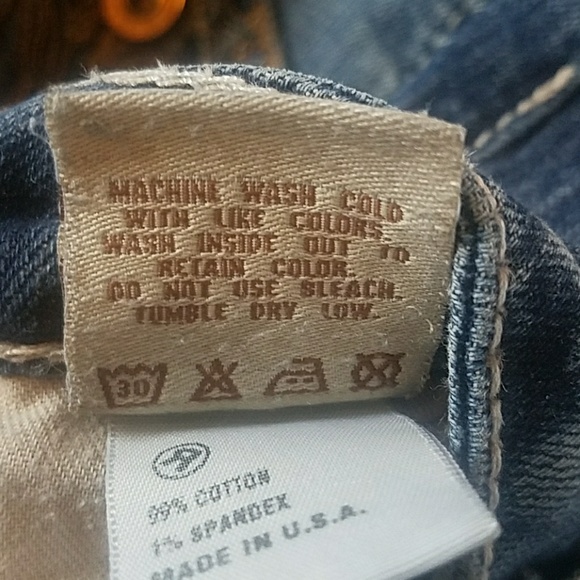 MACHINE WASH COLD
WITH LIKE COLORS
WASH INSIDE OUT TO
RETAIN COLOR.
DO NOT USE BLEACH.
TUMBLE DRY LOW.
30
99% COTTON
1% SPANDEX
MADE IN U.S.A.